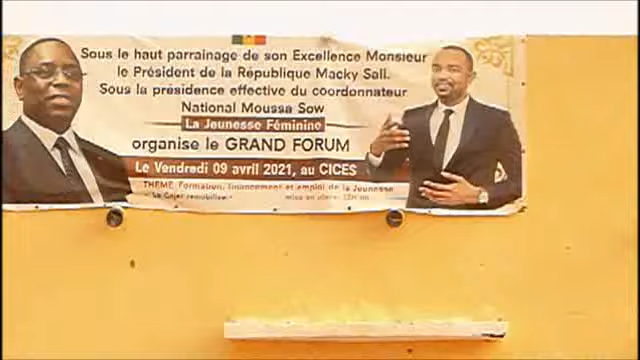 Sous le haut parrainage de son Excellence Monsieur
le Président de la République Macky Sall.
Sous la présidence effective du coordonnateur
National Moussa Sow
La Jeunesse Féminine
organise le GRAND FORUM
Le Vendredi 09 avril 2021, au CICES
THEME Formation, financement et emploi de la Jeunesse